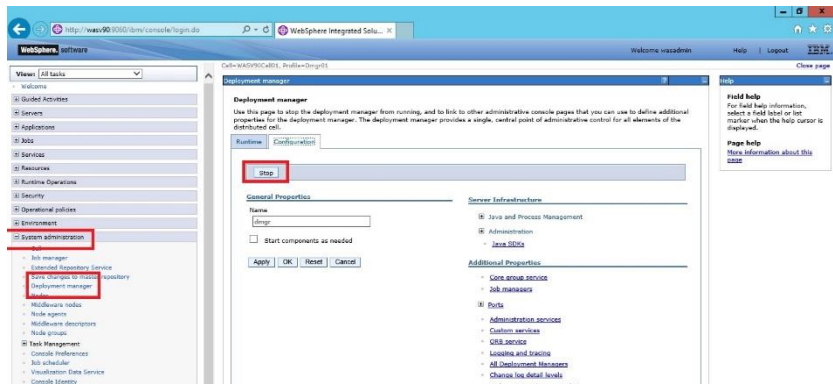 http://wasv90:9060/ibm/console/login.do
WebSphere Integrated Solu...
WebSphere. software
Welcome wasadmin
Help | Logout
IBM
View: All tasks
Welcome
Guided Activities
Servers
Applications
Jobs
Services
Resources
Runtime Operations
Security
Operational policies
Environment
System administration
Cell
Job manager
Extended Repository Service
Save changes to master repository
Deployment manager
Nodes
Middleware nodes
Node agents
Middleware descriptors
Node groups
Task Management
Console Preferences
Job scheduler
Visualization Data Service
Console Identity
Cell=WASV90Cell01, Profile=Dmgr01
Close page
Deployment manager
Deployment manager
Use this page to stop the deployment manager from running, and to link to other administrative console pages that you can use to define additional
properties for the deployment manager. The deployment manager provides a single, central point of administrative control for all elements of the
distributed cell.
Runtime
Configuration
Stop
General Properties
Name
dmgr
Start components as needed
Apply OK Reset Cancel
Server Infrastructure
Java and Process Management
Administration
Java SDKs
Additional Properties
Core group service
Job managers
Ports
Administration services
Custom services
ORB service
Logging and tracing
All Deployment Managers
Change log detail levels
Help
Field help
For field help information,
select a field label or list
marker when the help cursor is
displayed.
Page help
More information about this
page